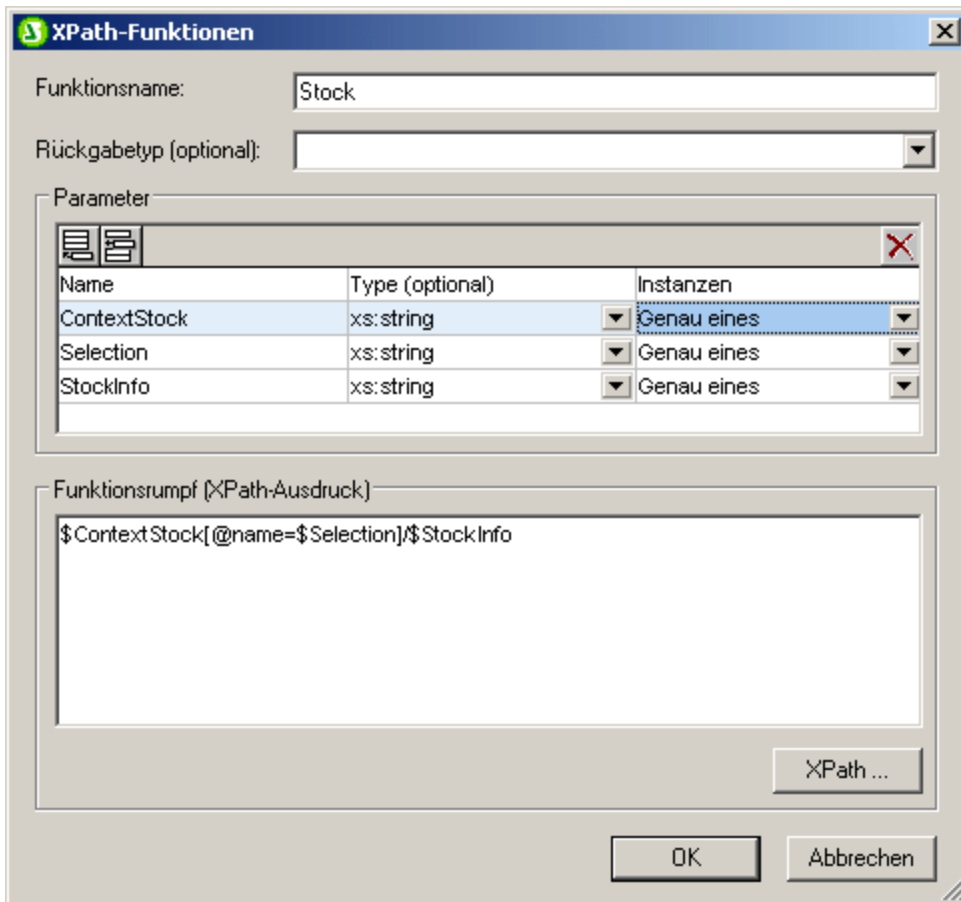 XPath-Funktionen
Funktionsname: Stock
Rückgabetyp (optional):
Parameter
Name Type (optional) Instanzen
ContextStock xs:string Genau eines
Selection xs:string Genau eines
StockInfo xs:string Genau eines
Funktionsrumpf (XPath-Ausdruck)
$ContextStock[@name=$Selection]/$StockInfo
XPath ...
OK Abbrechen